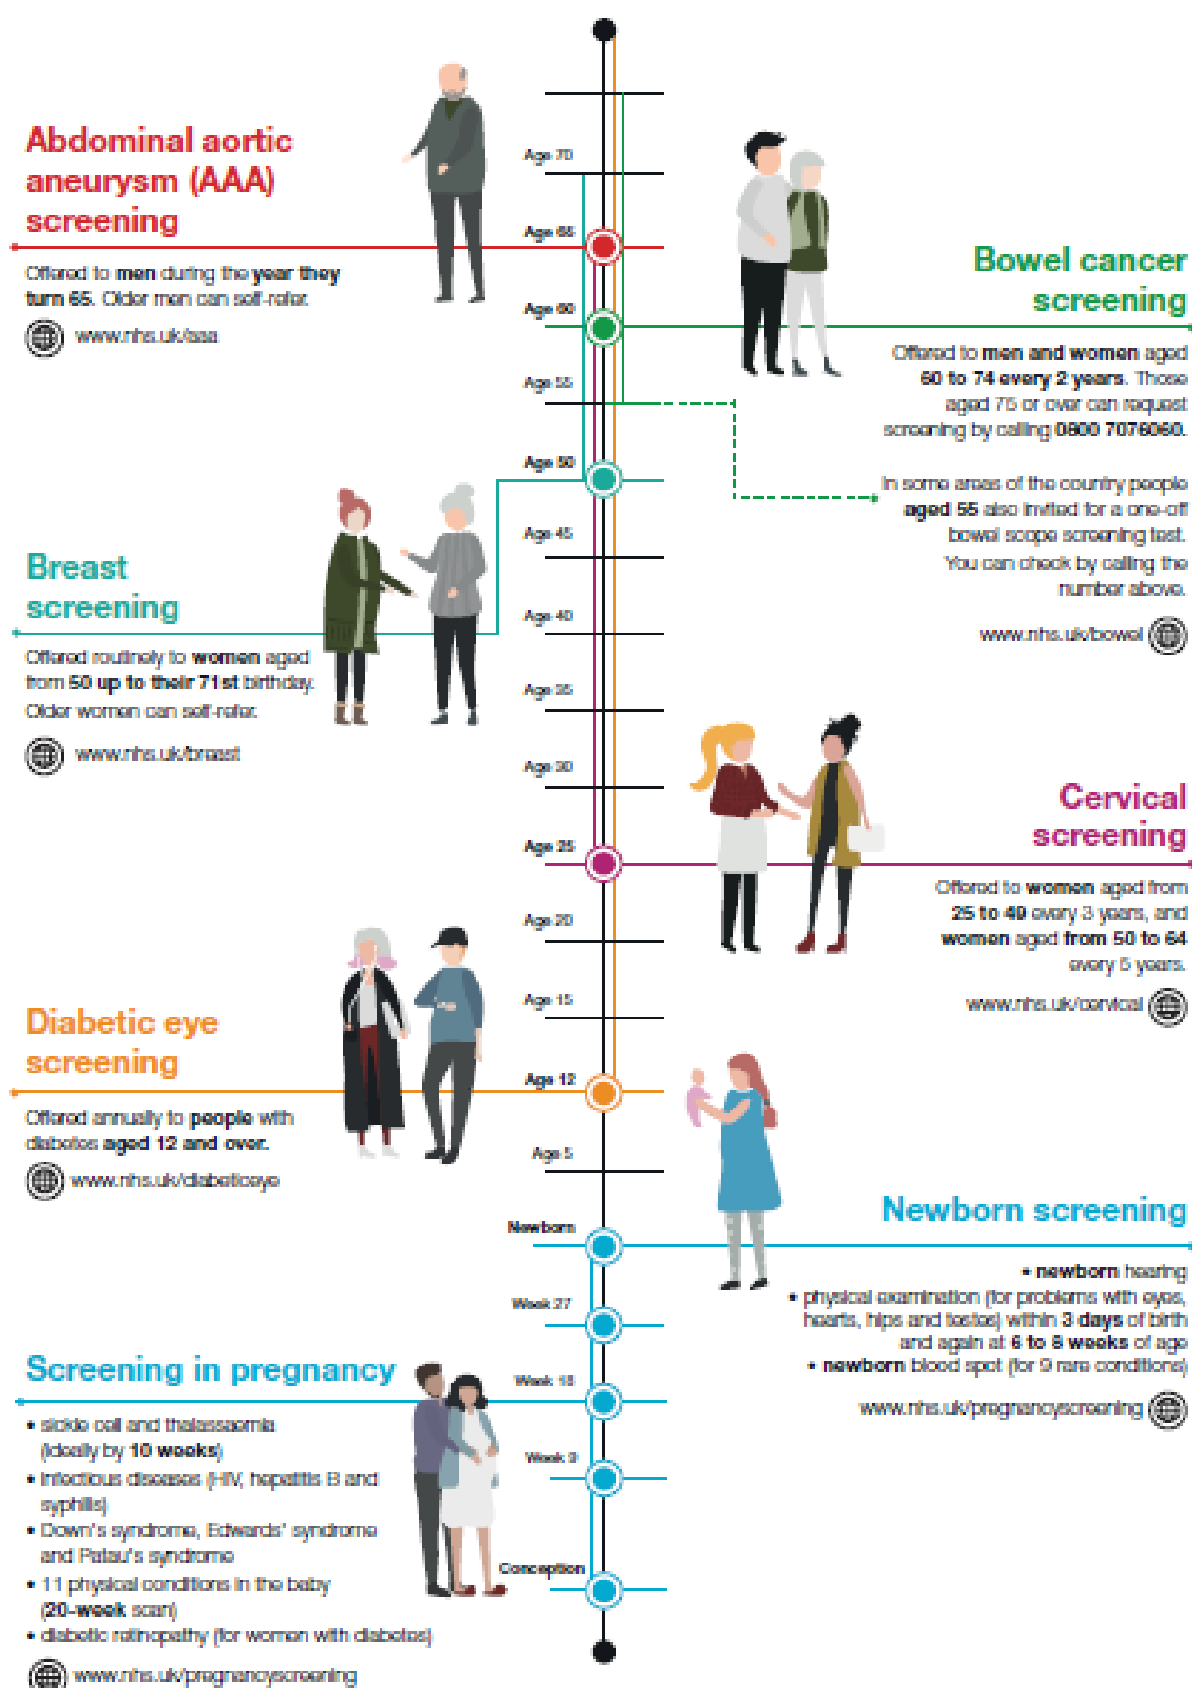 Abdominal aortic
aneurysm (AAA)
screening
Offered to men during the year they
turn 65. Older men can self-refer.
www.nhs.uk/aaa
Age 70
Age 65
Age 60
Age 55
Age 50
Age 45
Age 40
Age 35
Age 30
Age 25
Age 20
Age 15
Age 12
Age 5
Newborn
Week 27
Week 18
Week 9
Conception
Bowel cancer
screening
Offered to men and women aged
60 to 74 every 2 years. Those
aged 75 or over can request
screening by calling 0800 7076060.
In some areas of the country people
aged 55 also invited for a one-off
bowel scope screening test.
You can check by calling the
number above.
www.nhs.uk/bowel
Breast
screening
Offered routinely to women aged
from 50 up to their 71st birthday.
Older women can self-refer.
www.nhs.uk/breast
Cervical
screening
Offered to women aged from
25 to 49 every 3 years, and
women aged from 50 to 64
every 5 years.
www.nhs.uk/cervical
Diabetic eye
screening
Offered annually to people with
diabetes aged 12 and over.
www.nhs.uk/diabeticeye
Newborn screening
• newborn hearing
• physical examination (for problems with eyes,
hearts, hips and testes) within 3 days of birth
and again at 6 to 8 weeks of age
• newborn blood spot (for 9 rare conditions)
www.nhs.uk/pregnancyscreening
Screening in pregnancy
• sickle cell and thalassaemia
(ideally by 10 weeks)
• infectious diseases (HIV, hepatitis B and
syphilis)
• Down's syndrome, Edwards' syndrome
and Patau's syndrome
• 11 physical conditions in the baby
(20-week scan)
• diabetic retinopathy (for women with diabetes)
www.nhs.uk/pregnancyscreening